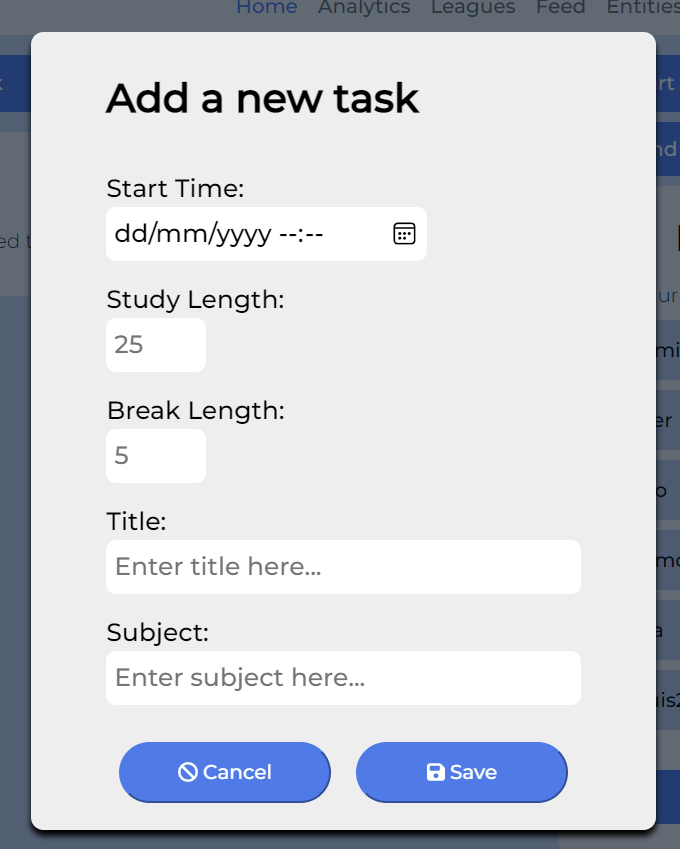 Home Analytics Leagues Feed Entities
Add a new task
Start Time:
dd/mm/yyyy --:--
Study Length:
25
Break Length:
5
Title:
Enter title here...
Subject:
Enter subject here...
Cancel Save